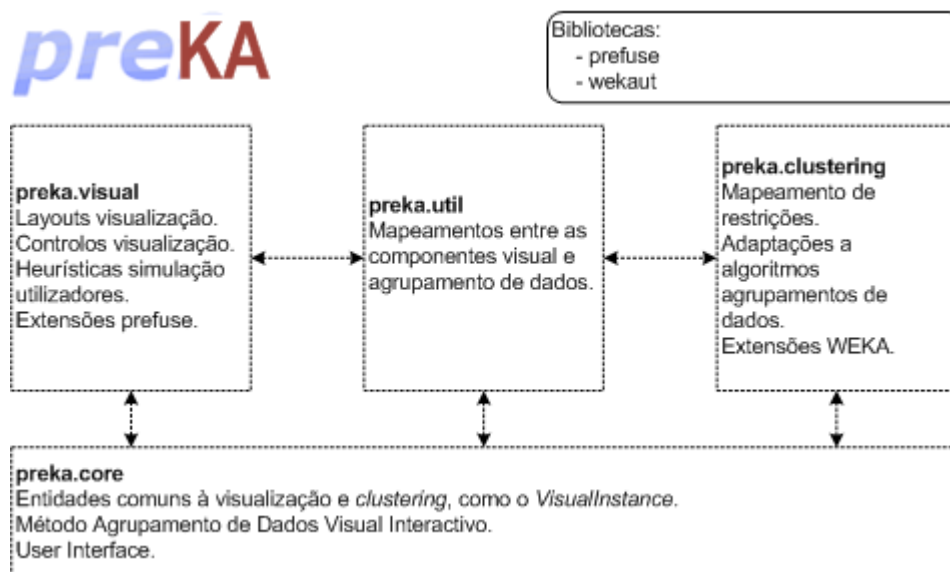 preKA
Bibliotecas:
- prefuse
- wekaut
preka.visual
Layouts visualização.
Controlos visualização.
Heurísticas simulação
utilizadores.
Extensões prefuse.
preka.util
Mapeamentos entre as
componentes visual e
agrupamento de dados.
preka.clustering
Mapeamento de
restrições.
Adaptações a
algoritmos
agrupamentos de
dados.
Extensões WEKA.
preka.core
Entidades comuns à visualização e clustering, como o VisualInstance.
Método Agrupamento de Dados Visual Interactivo.
User Interface.